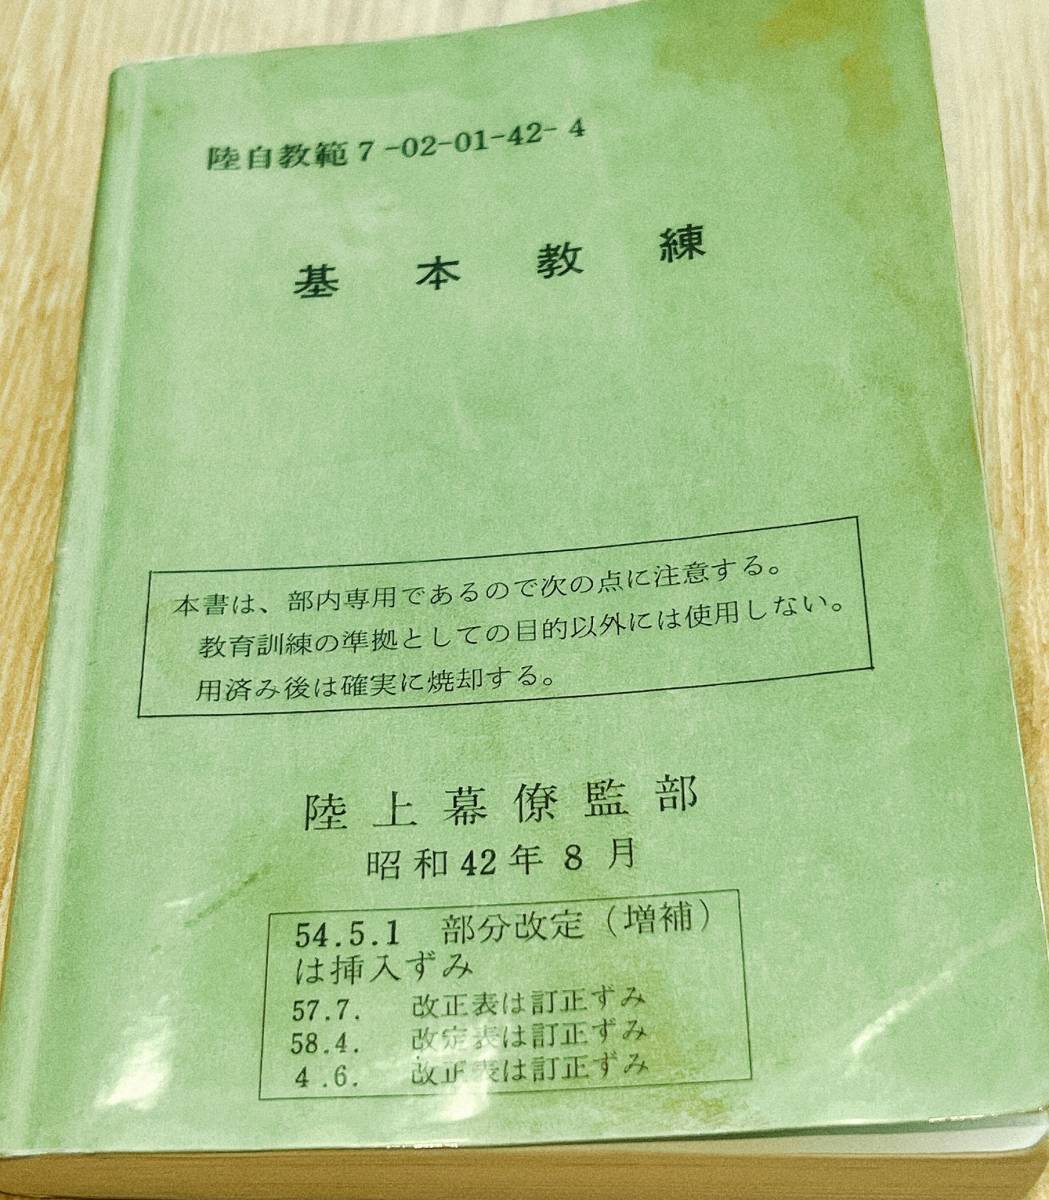 陸自教範7-02-01-42-4
基本教練
本書は、部内専用であるので次の点に注意する。
教育訓練の準拠としての目的以外には使用しない。
用済み後は確実に焼却する。
陸上幕僚監部
昭和42年8月
54.5.1 部分改定(増補)
は挿入ずみ
57.7. 改正表は訂正ずみ
58.4. 改定表は訂正ずみ
4.6. 改正表は訂正ずみ